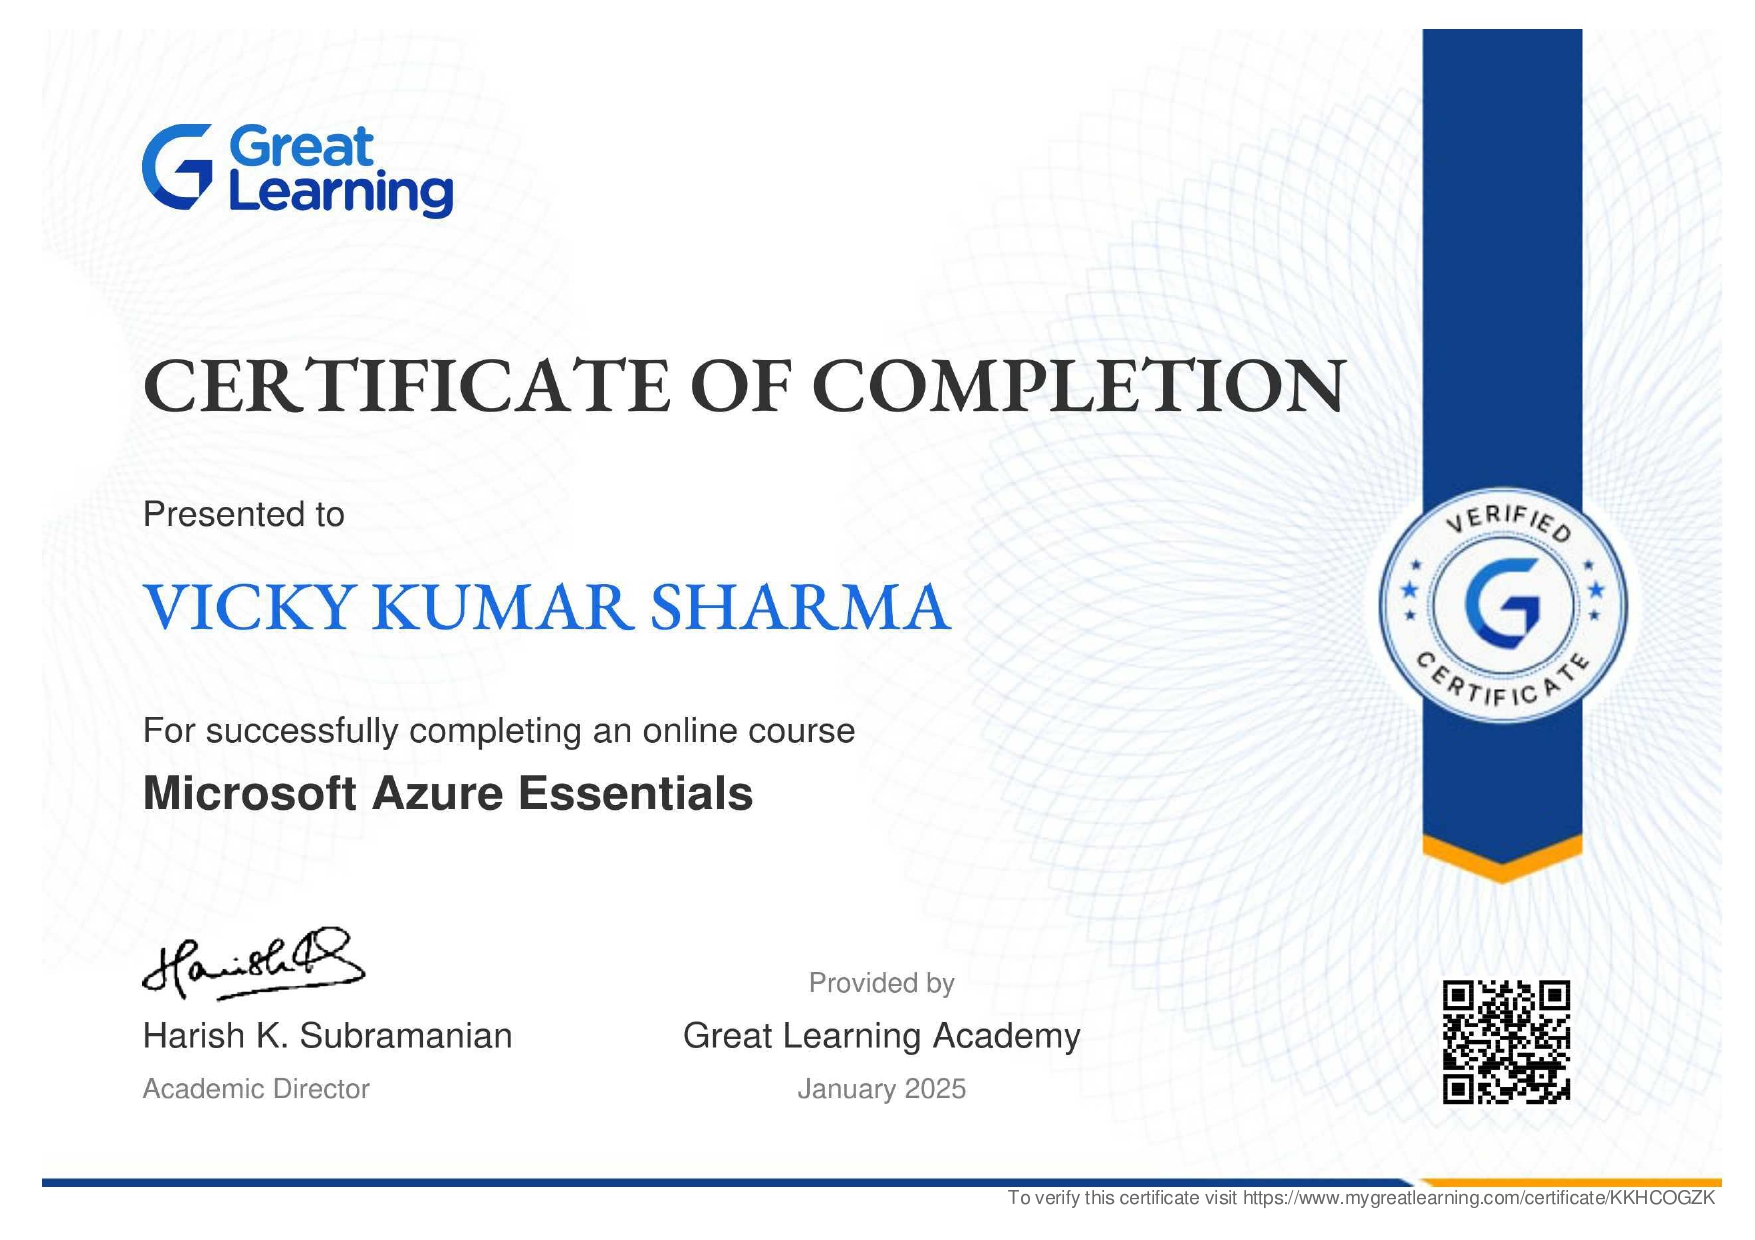 Great
Learning
CERTIFICATE OF COMPLETION
Presented to
VICKY KUMAR SHARMA
For successfully completing an online course
Microsoft Azure Essentials
VERIFIED
CERTIFICATE
Harish K. Subramanian
Academic Director
Provided by
Great Learning Academy
January 2025
To verify this certificate visit https://www.mygreatlearning.com/certificate/KKHCOGZK